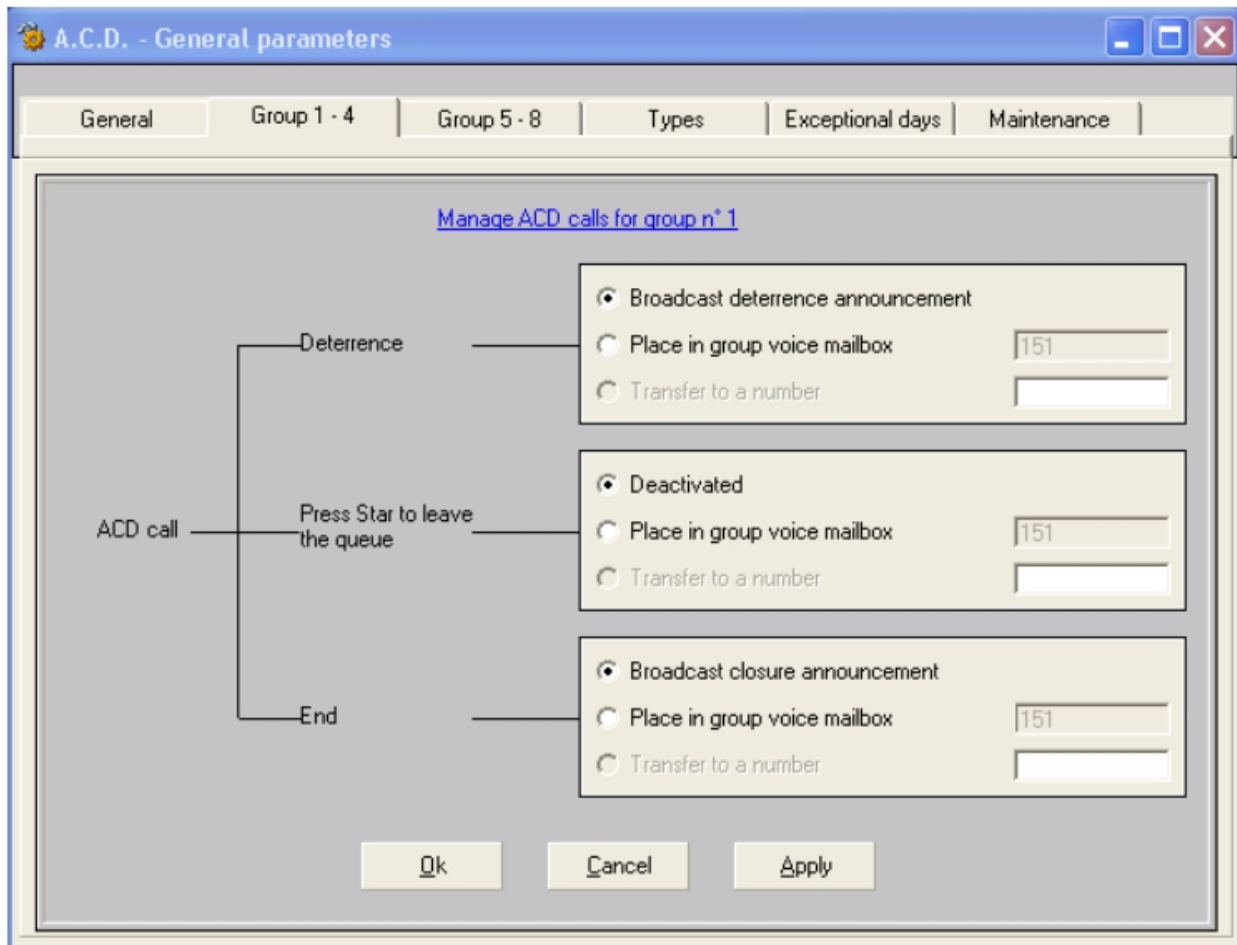 A.C.D. - General parameters
General Group 1 - 4 Group 5 - 8 Types Exceptional days Maintenance
Manage ACD calls for group n° 1
ACD call
Deterrence
Broadcast deterrence announcement
Place in group voice mailbox 151
Transfer to a number
Press Star to leave
the queue
Deactivated
Place in group voice mailbox 151
Transfer to a number
End
Broadcast closure announcement
Place in group voice mailbox 151
Transfer to a number
Ok Cancel Apply